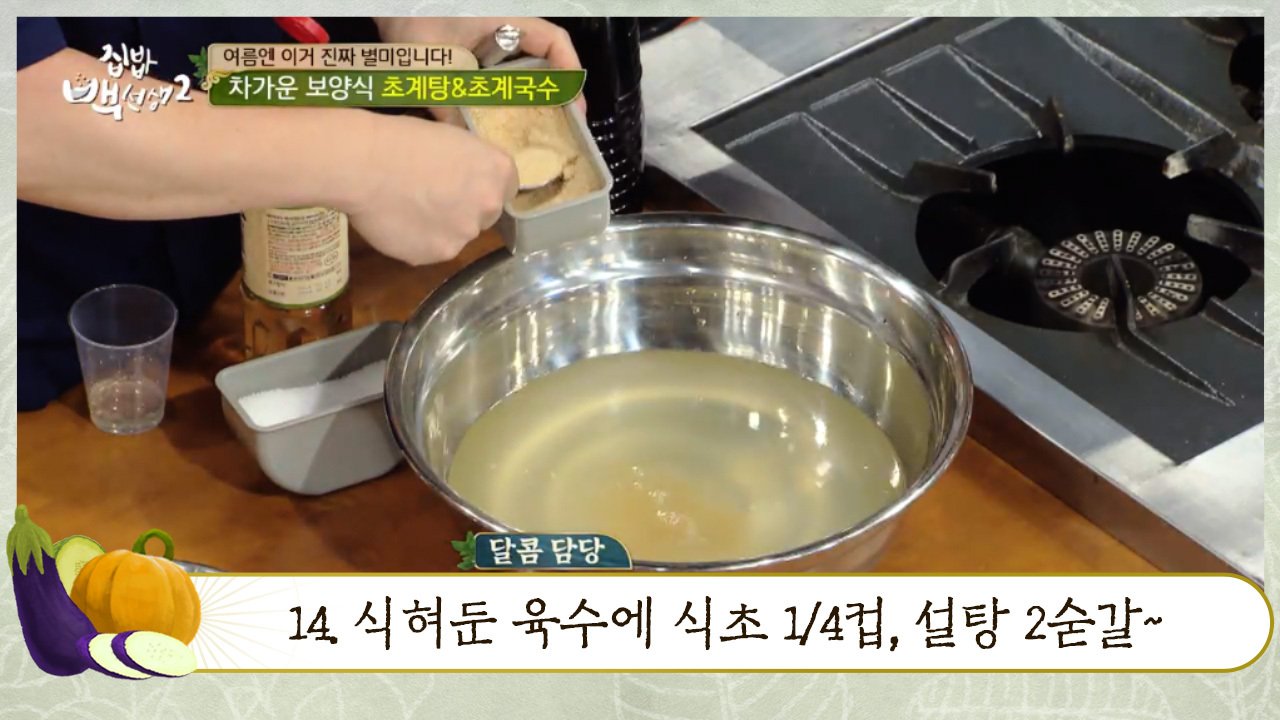 집밥
백선생2
여름엔 이거 진짜 별미입니다!
차가운 보양식 초계탕&초계국수
달콤 담당
14. 식혀둔 육수에 식초 1/4컵, 설탕 2숟갈~